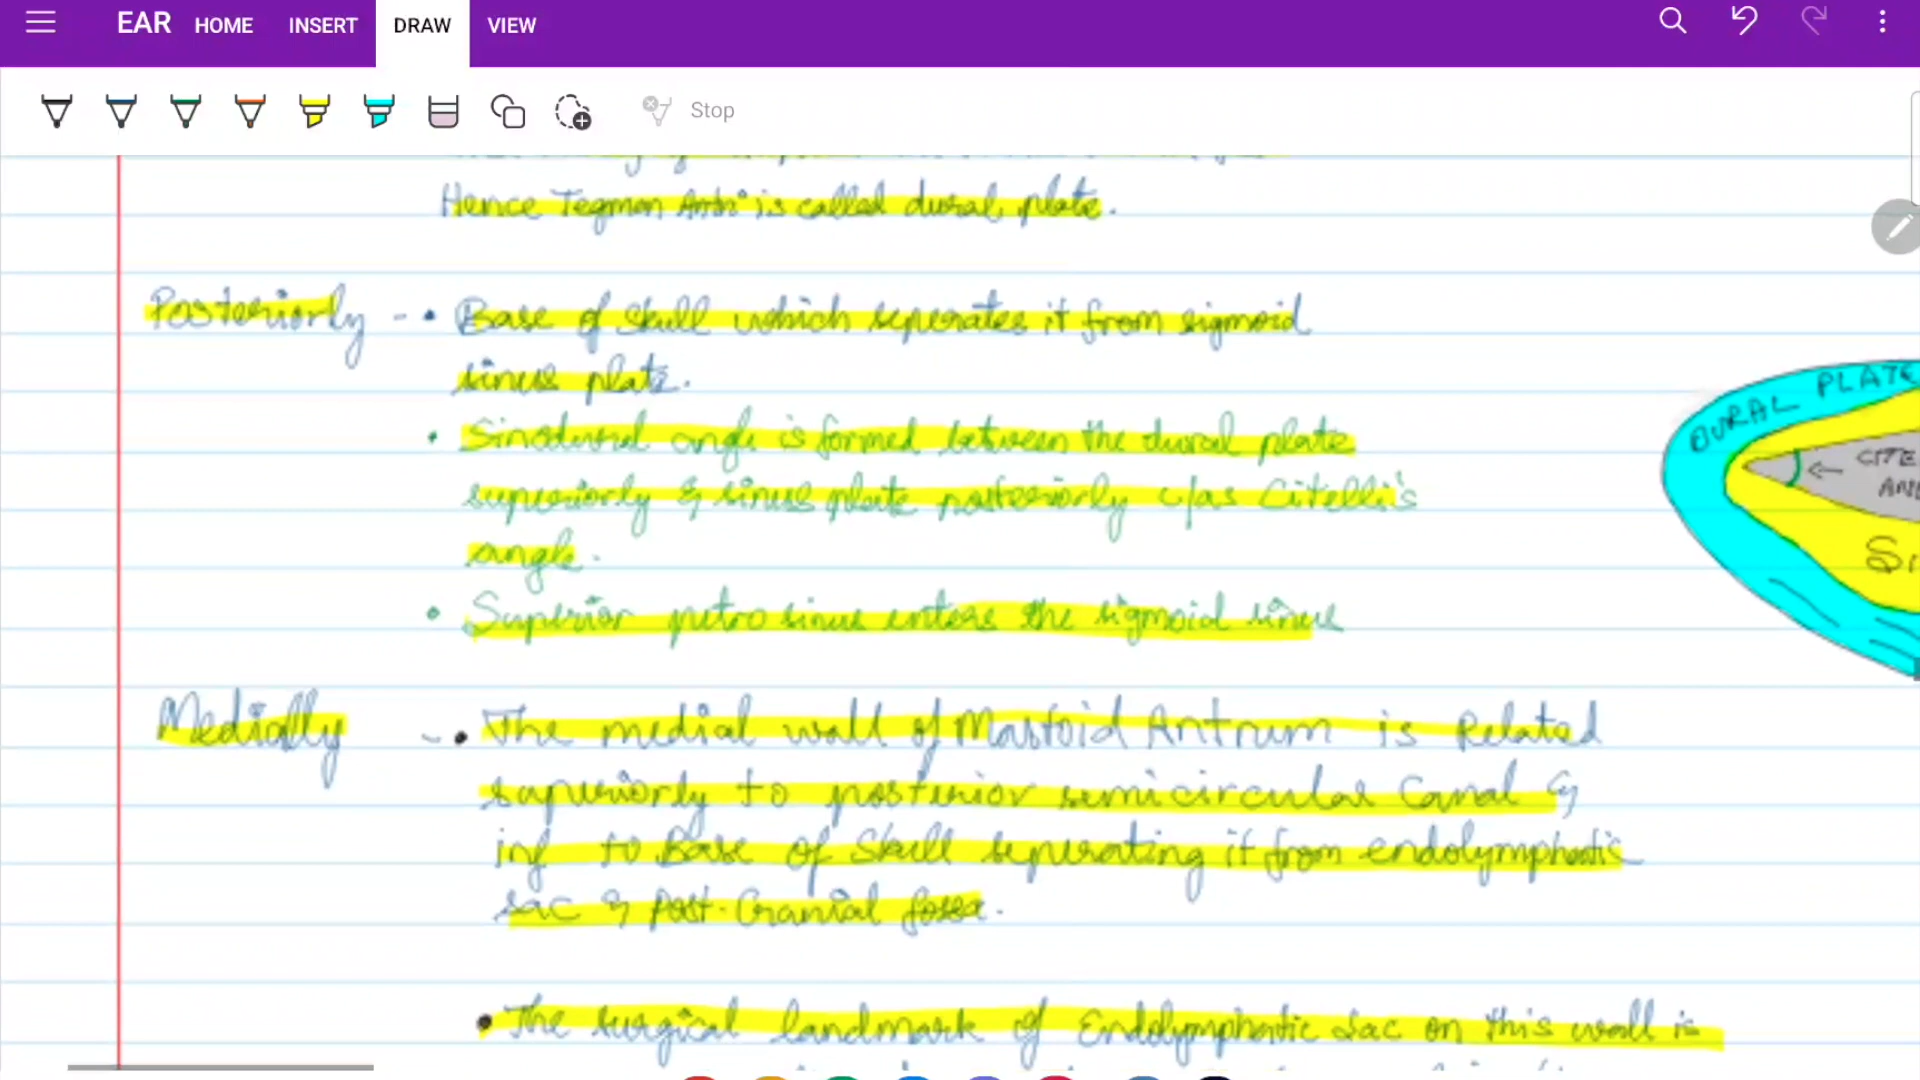 EAR HOME INSERT DRAW VIEW
Stop
Hence Tegmen Antri is called dural plate.
Posteriorly - • Base of Skull which seperates it from sigmoid
sinus plate.
• Sinodural angle is formed between the dural plate
superiorly & sinus plate posteriorly c/as Citelli's
angle.
• Superior petro sinus enters the sigmoid sinus
DURAL PLATE
CITE
ANG
Si
Medially - • The medial wall of Mastoid Antrum is Related
superiorly to posterior semicircular Canal &
inf to Base of Skull seperating it from endolymphatic
sac & post. Cranial fossa.
• The surgical landmark of Endolymphatic Sac on this wall is